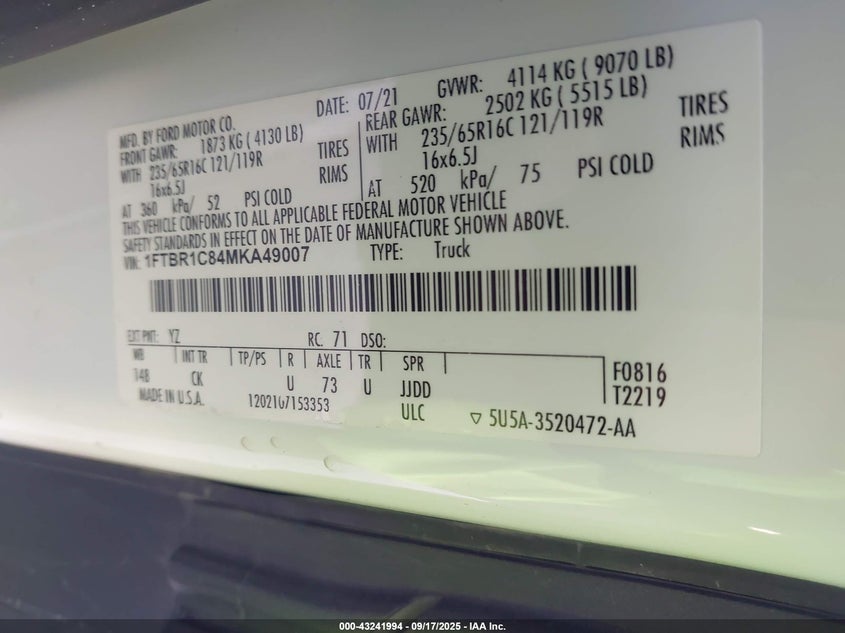 MFD. BY FORD MOTOR CO.
DATE: 07/21
GVWR: 4114 KG ( 9070 LB)
FRONT GAWR: 1873 KG ( 4130 LB)
REAR GAWR: 2502 KG ( 5515 LB)
WITH 235/65R16C 121/119R TIRES
WITH 235/65R16C 121/119R TIRES
16x6.5J RIMS
16x6.5J RIMS
AT 360 kPa/ 52 PSI COLD
AT 520 kPa/ 75 PSI COLD
THIS VEHICLE CONFORMS TO ALL APPLICABLE FEDERAL MOTOR VEHICLE
SAFETY STANDARDS IN EFFECT ON THE DATE OF MANUFACTURE SHOWN ABOVE.
VIN: 1FTBR1C84MKA49007
TYPE: Truck
EXT PNT: YZ
RC: 71 DSO:
WB INT TR TP/PS R AXLE TR SPR
148 CK U 73 U JJDD
F0816
T2219
MADE IN U.S.A.
ULC
▽ 5U5A-3520472-AA
000-43241994 - 09/17/2025 - IAA Inc.